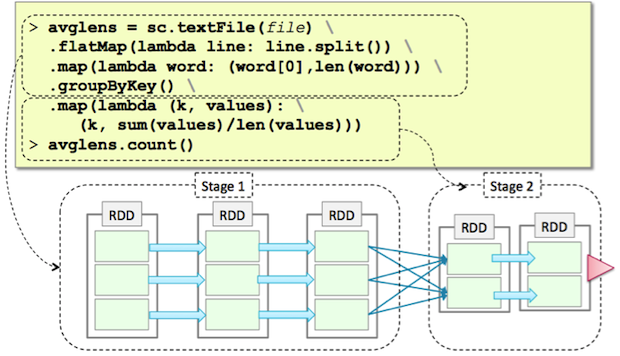 > avglens = sc.textFile(file) \
.flatMap(lambda line: line.split()) \
.map(lambda word: (word[0],len(word))) \
.groupByKey() \
.map(lambda (k, values): \
(k, sum(values)/len(values)))
> avglens.count()
Stage 1
Stage 2
RDD
RDD
RDD
RDD
RDD